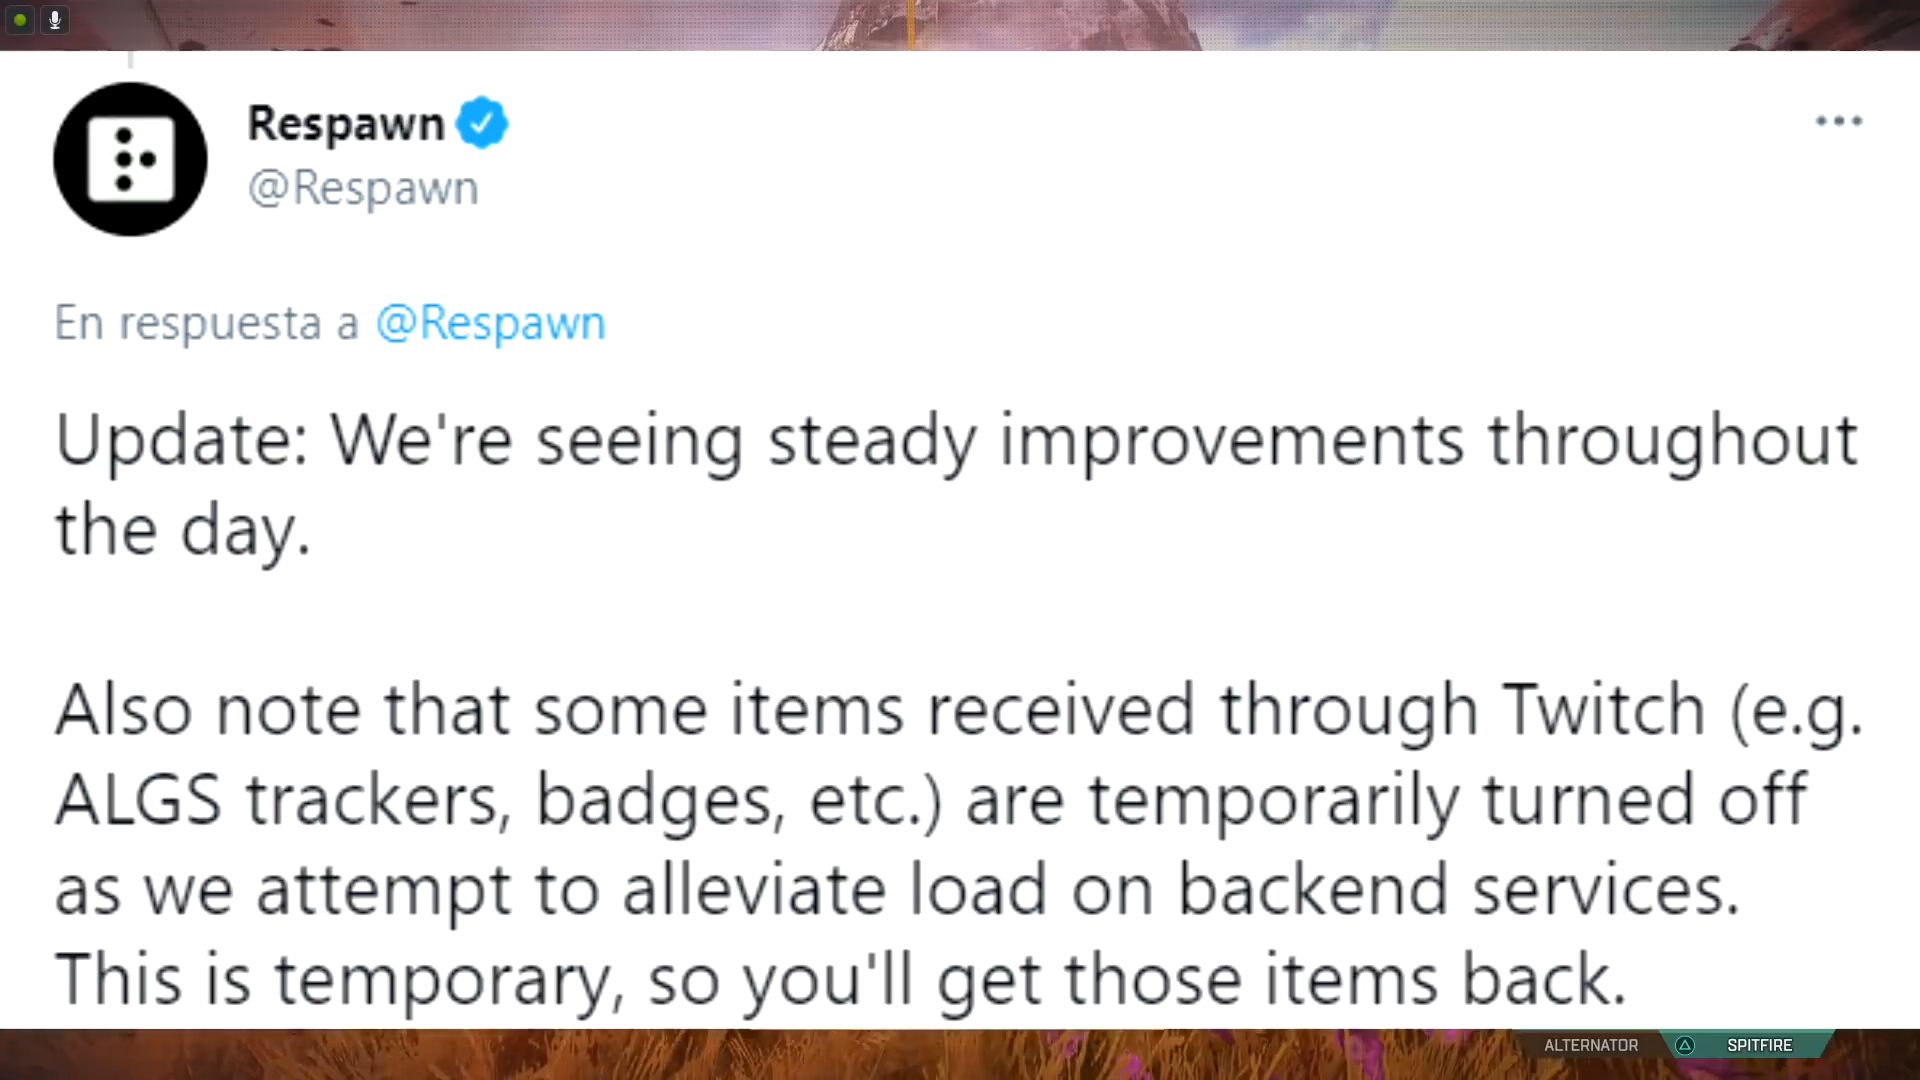 Respawn
@Respawn
En respuesta a @Respawn
Update: We're seeing steady improvements throughout
the day.
Also note that some items received through Twitch (e.g.
ALGS trackers, badges, etc.) are temporarily turned off
as we attempt to alleviate load on backend services.
This is temporary, so you'll get those items back.
ALTERNATOR SPITFIRE